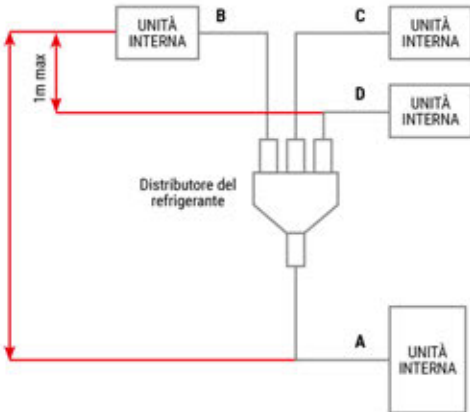 UNITÀ
INTERNA
B
C
UNITÀ
INTERNA
1m max
D
UNITÀ
INTERNA
Distributore del
refrigerante
A
UNITÀ
INTERNA